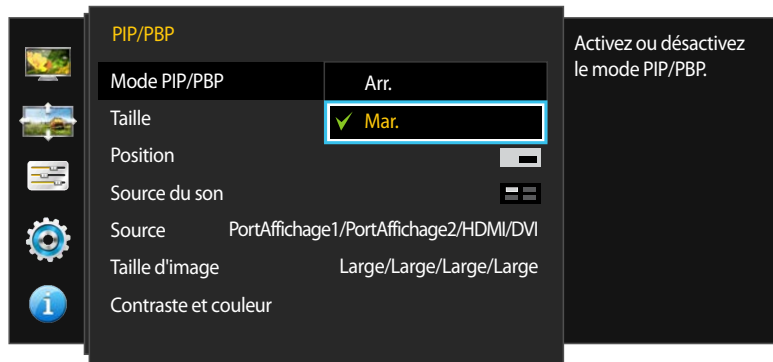 PIP/PBP
Mode PIP/PBP
Arr.
Taille
Mar.
Position
Source du son
Source PortAffichage1/PortAffichage2/HDMI/DVI
Taille d'image Large/Large/Large/Large
Contraste et couleur
Activez ou désactivez
le mode PIP/PBP.